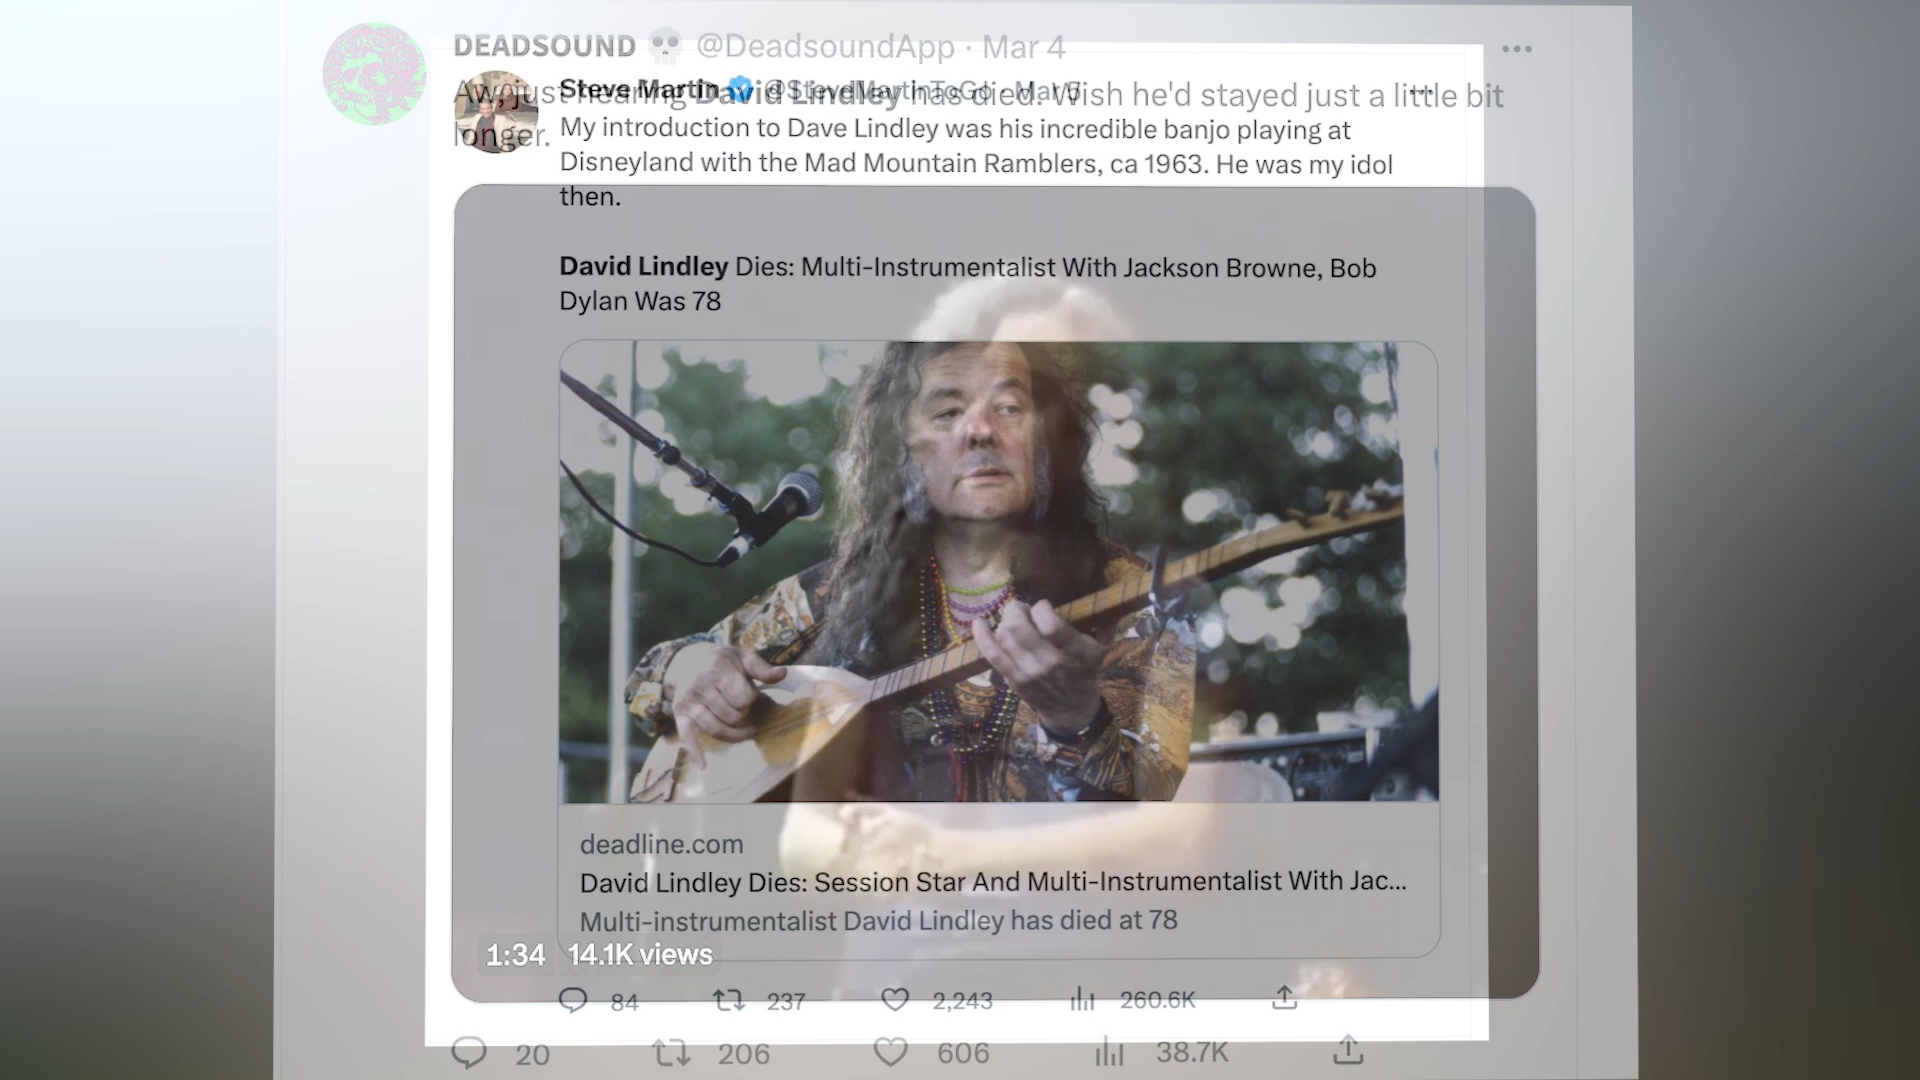 DEADSOUND @DeadsoundApp · Mar 4
Aw, just hearing David Lindley has died. Wish he'd stayed just a little bit
longer.
Steve Martin @SteveMartinToGo · Mar 5
My introduction to Dave Lindley was his incredible banjo playing at
Disneyland with the Mad Mountain Ramblers, ca 1963. He was my idol
then.
David Lindley Dies: Multi-Instrumentalist With Jackson Browne, Bob
Dylan Was 78
deadline.com
David Lindley Dies: Session Star And Multi-Instrumentalist With Jac...
Multi-instrumentalist David Lindley has died at 78
1:34 14.1K views
84 237 2,243 260.6K
20 206 606 38.7K